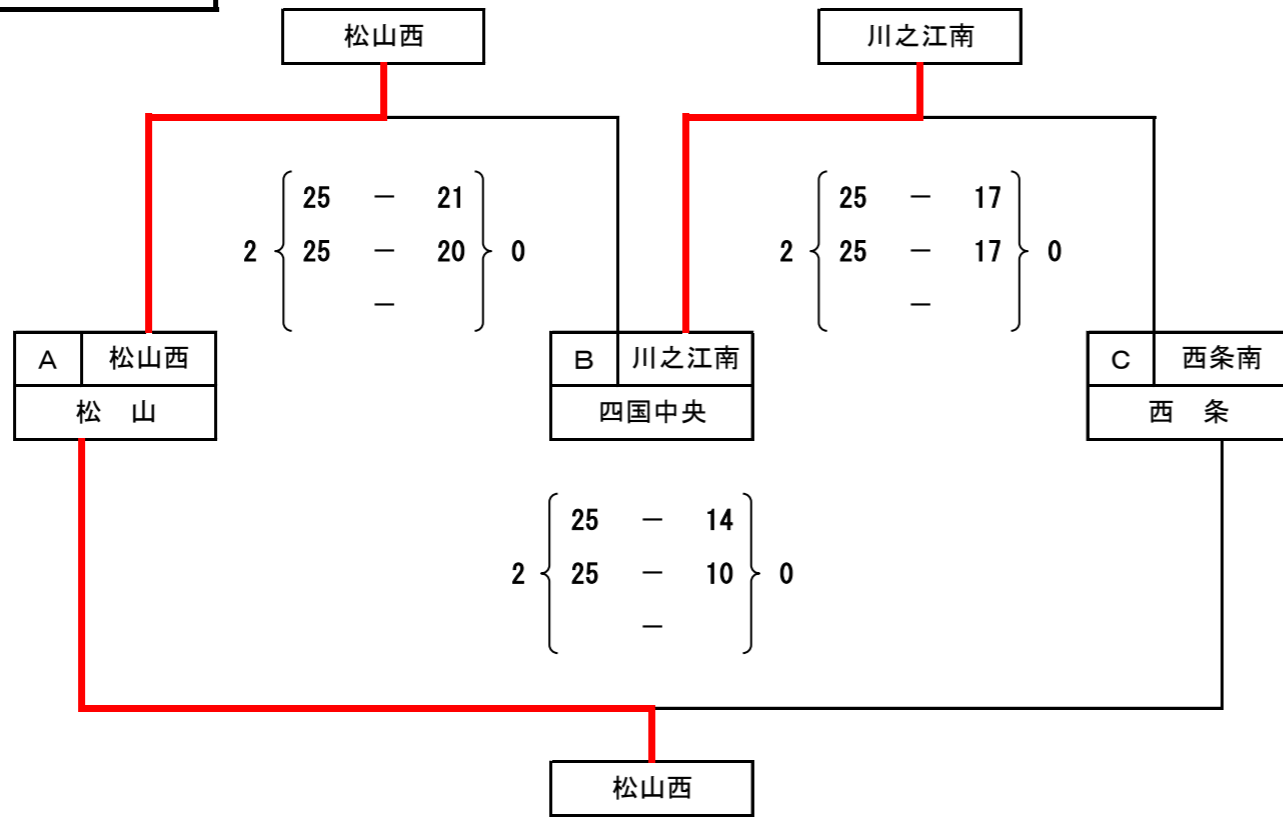 松山西 川之江南
25 － 21 25 － 17
2 25 － 20 0 2 25 － 17 0
－ －
A 松山西 B 川之江南 C 西条南
松　山 四国中央 西　条
25 － 14
2 25 － 10 0
－
松山西